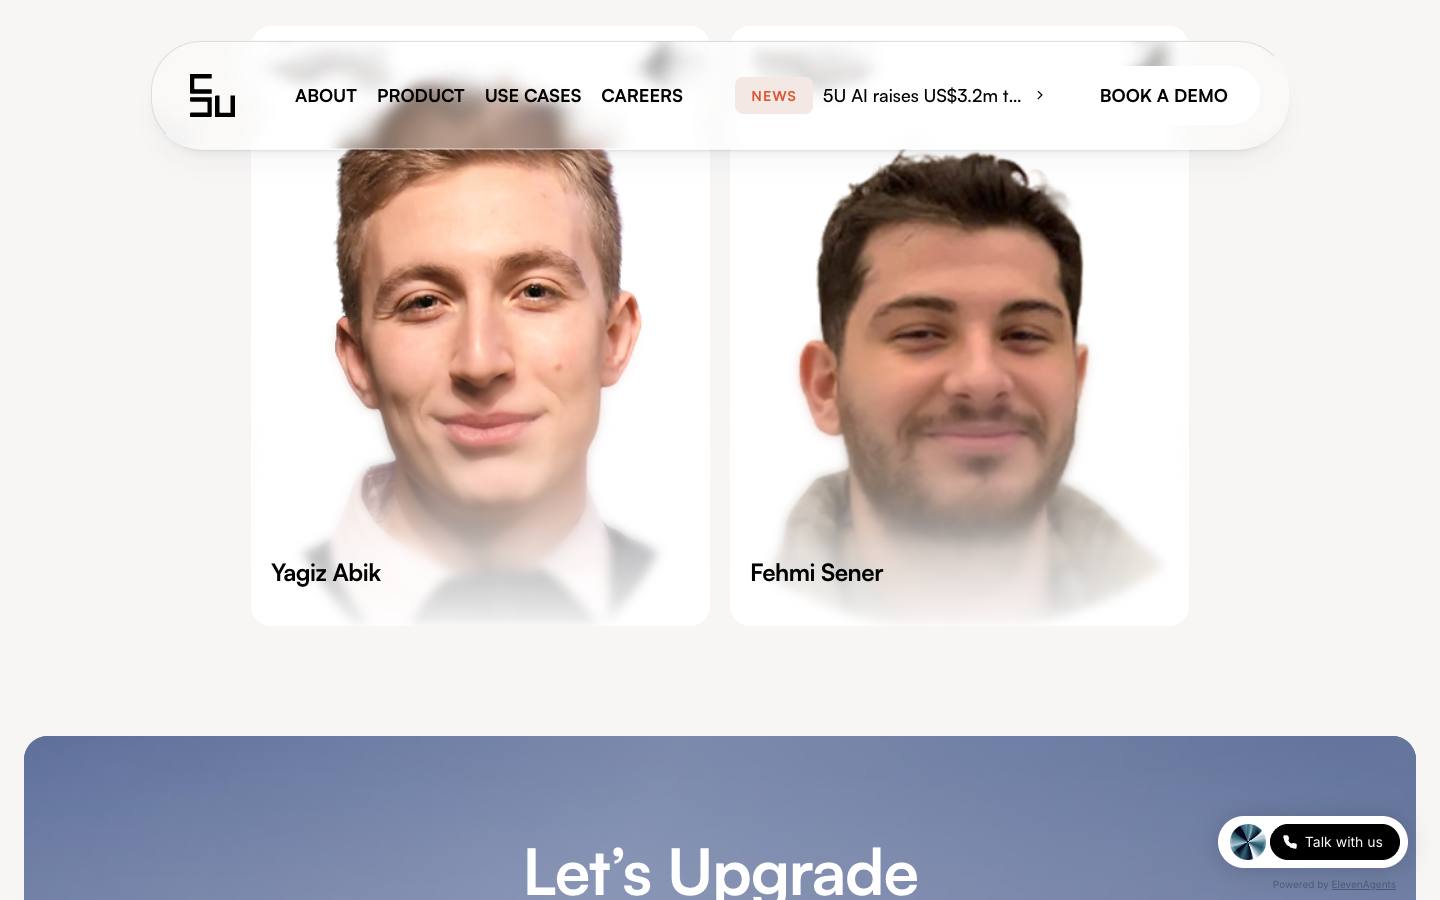 5u
ABOUT PRODUCT USE CASES CAREERS NEWS 5U AI raises US$3.2m t... BOOK A DEMO
Yagiz Abik
Fehmi Sener
Let’s Upgrade
Talk with us
Powered by ElevenAgents